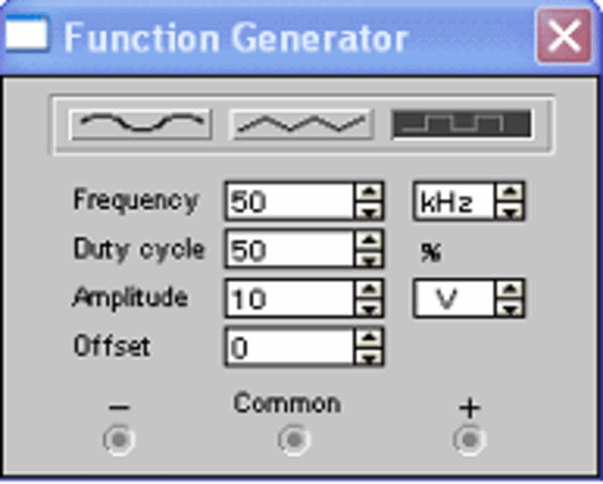 Function Generator
Frequency 50 kHz
Duty cycle 50 %
Amplitude 10 V
Offset 0
− Common +